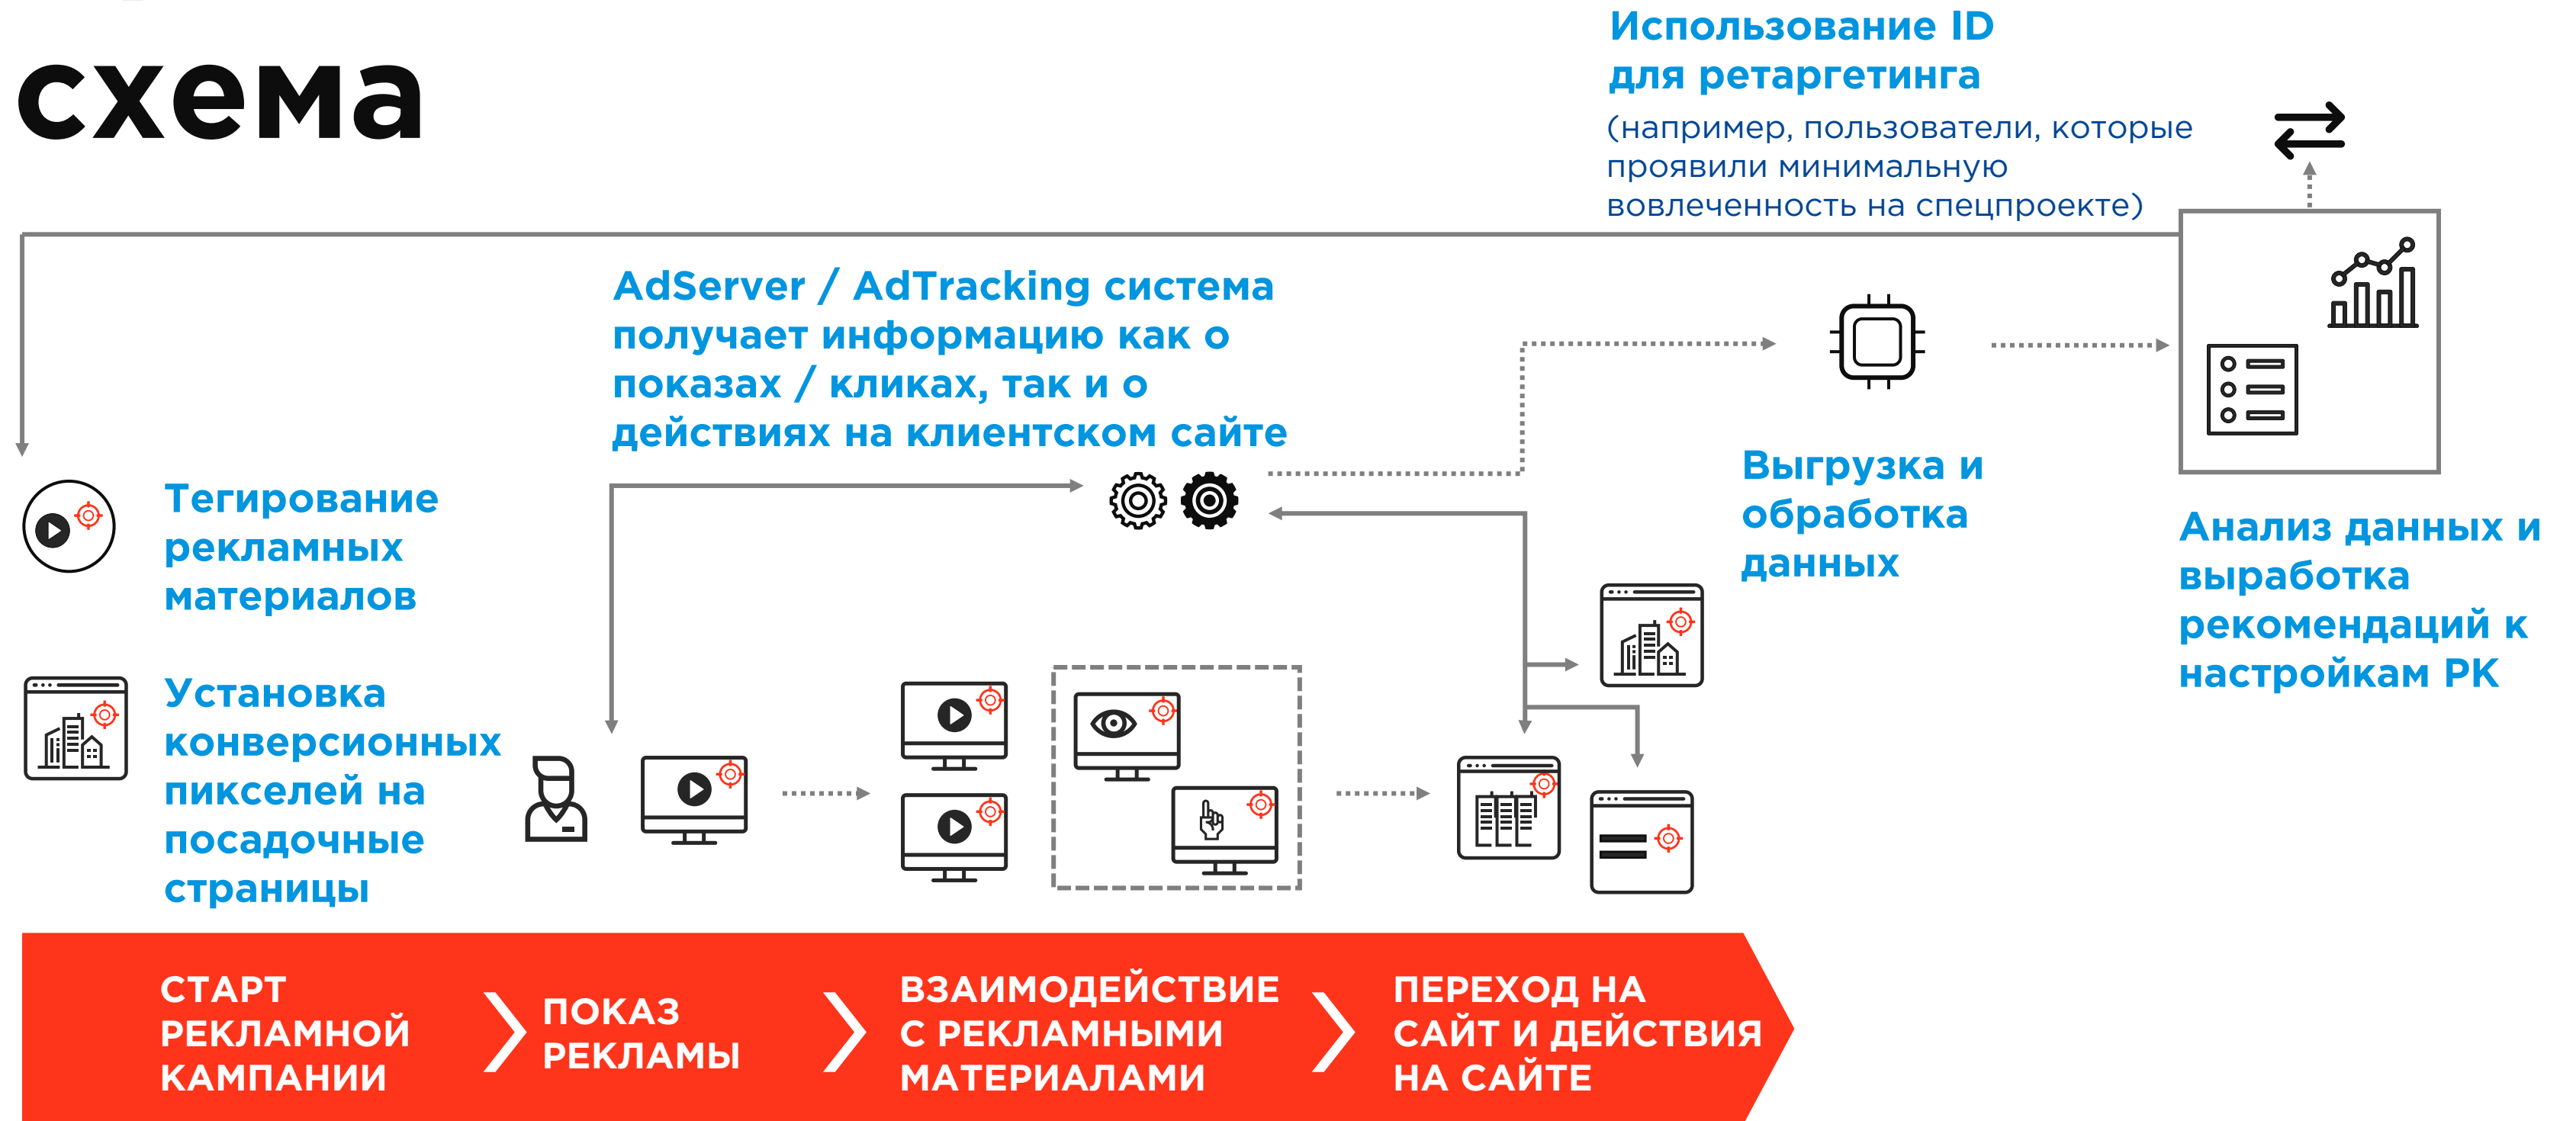 схема
Использование ID
для ретаргетинга
(например, пользователи, которые
проявили минимальную
вовлеченность на спецпроекте)
AdServer / AdTracking система
получает информацию как о
показах / кликах, так и о
действиях на клиентском сайте
Тегирование
рекламных
материалов
Установка
конверсионных
пикселей на
посадочные
страницы
Выгрузка и
обработка
данных
Анализ данных и
выработка
рекомендаций к
настройкам РК
СТАРТ
РЕКЛАМНОЙ
КАМПАНИИ
ПОКАЗ
РЕКЛАМЫ
ВЗАИМОДЕЙСТВИЕ
С РЕКЛАМНЫМИ
МАТЕРИАЛАМИ
ПЕРЕХОД НА
САЙТ И ДЕЙСТВИЯ
НА САЙТЕ